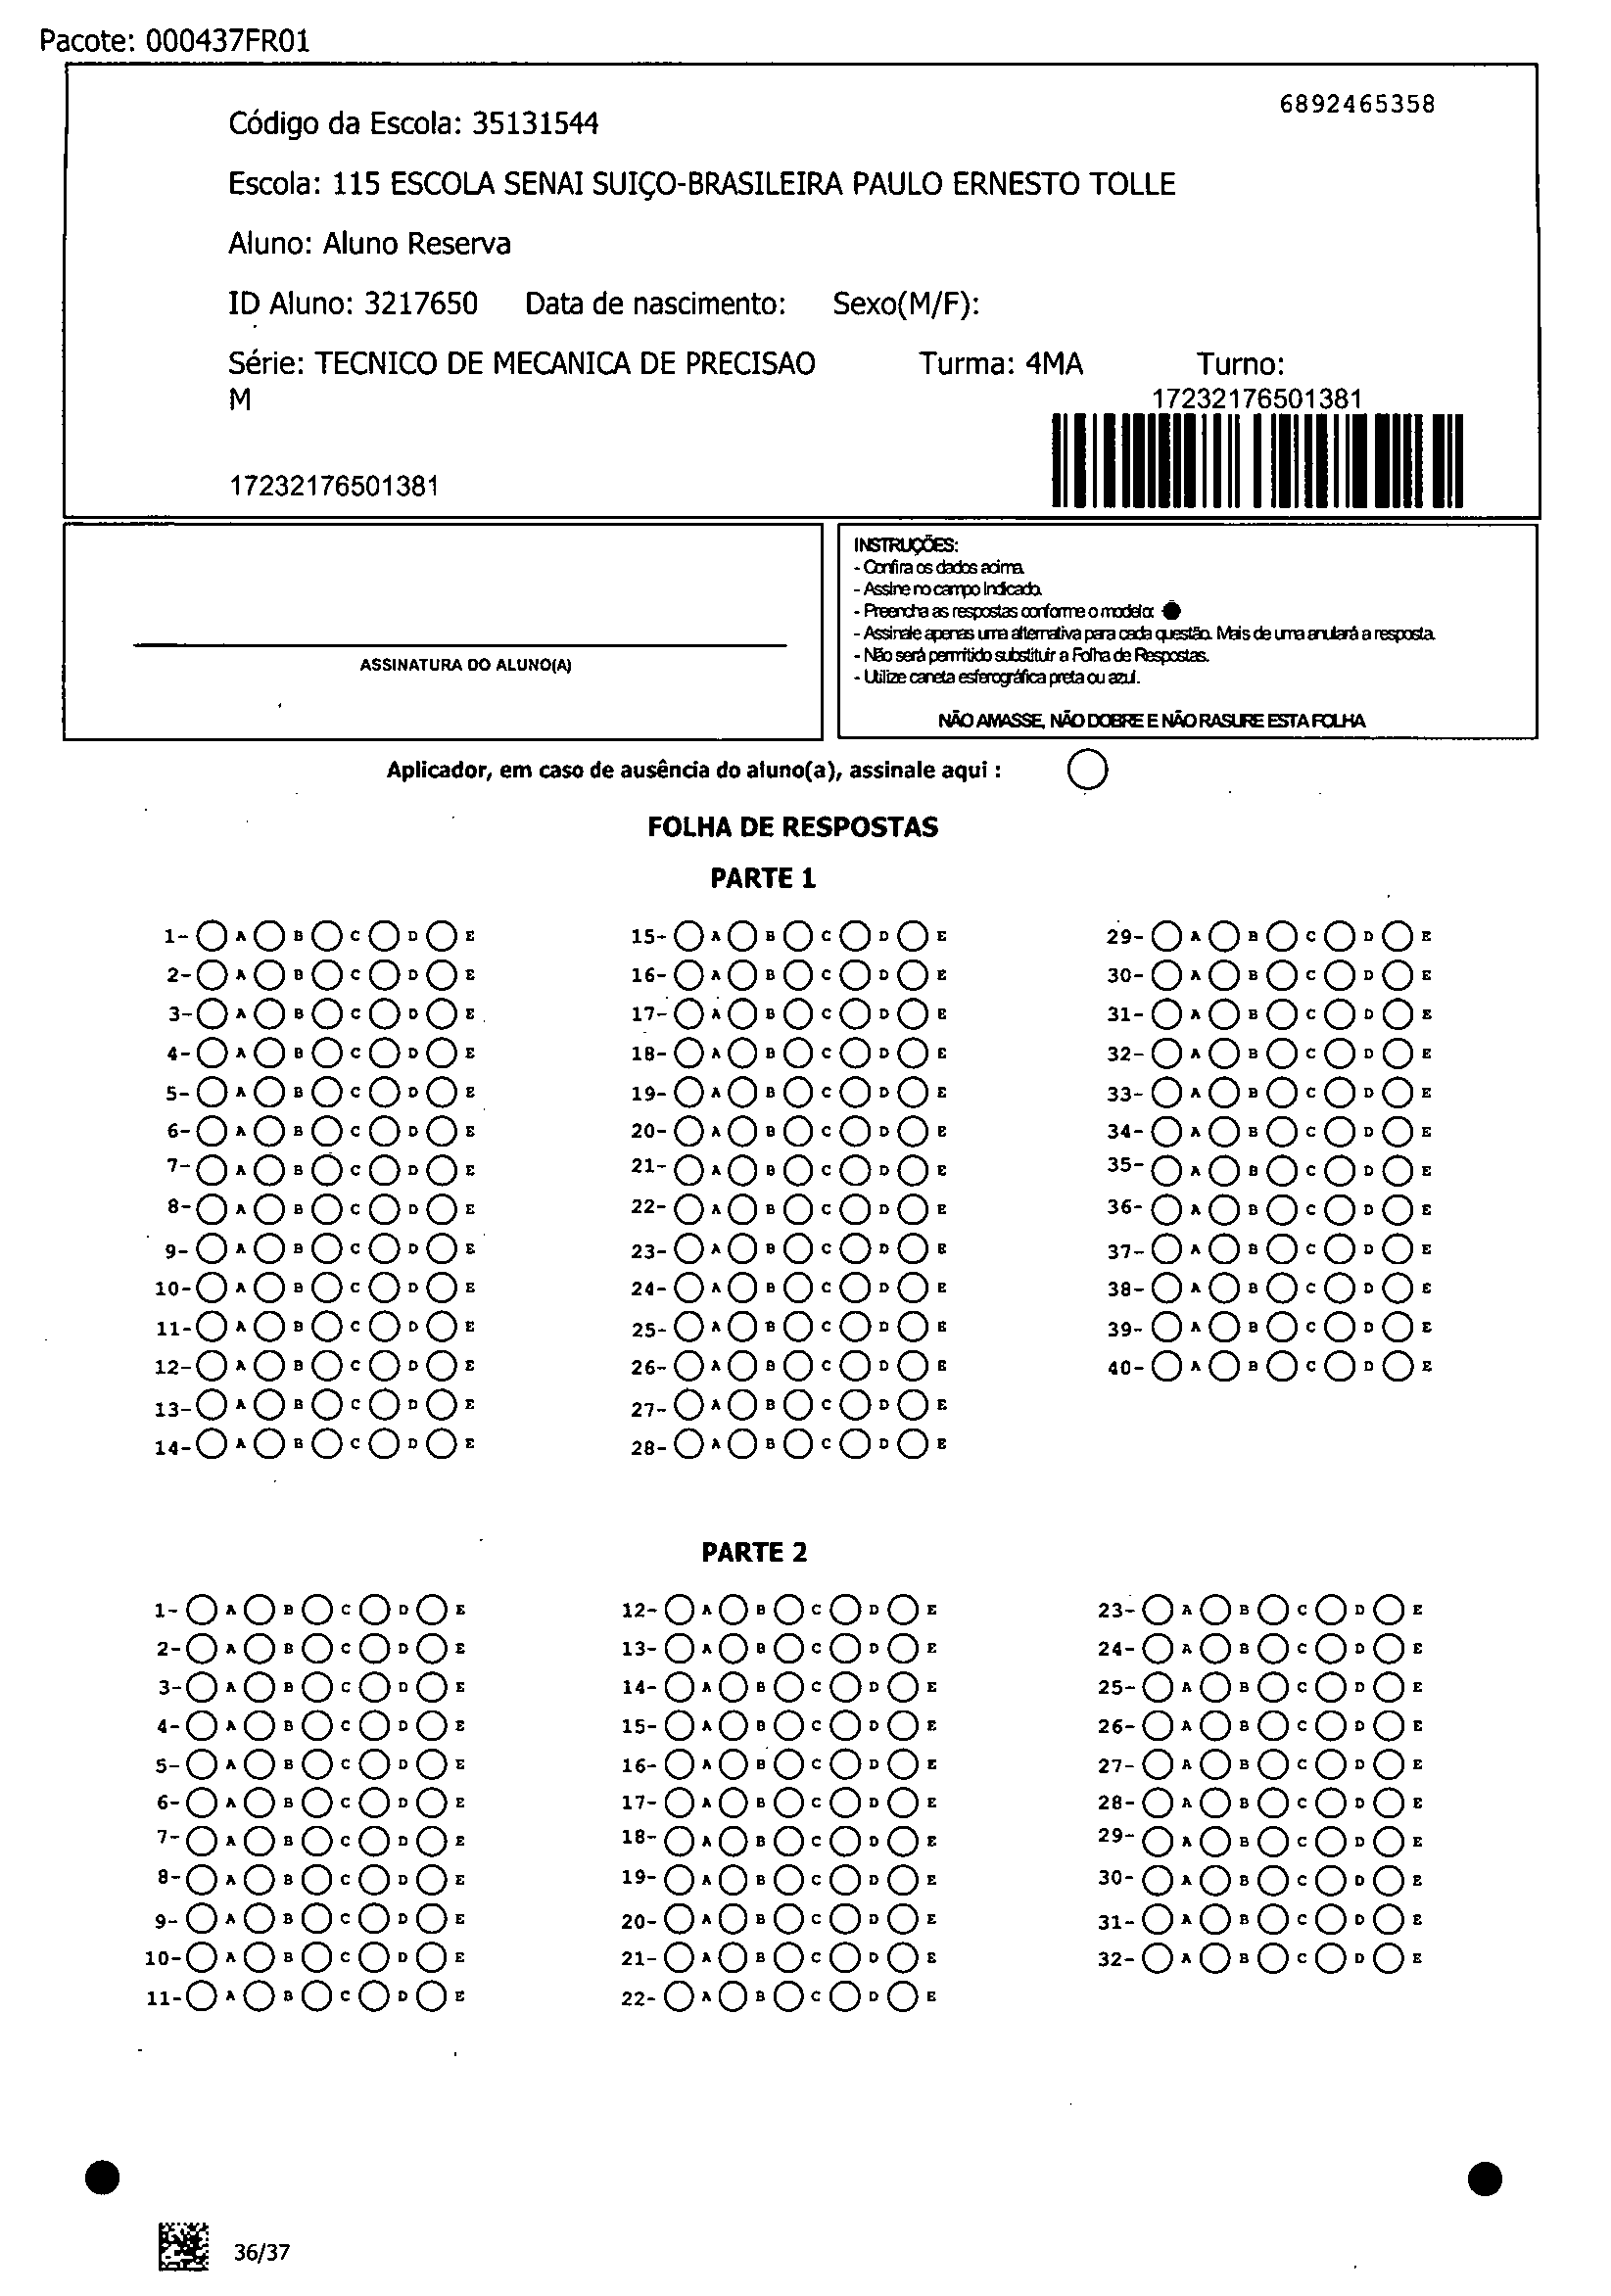 Pacote: 000437FR01
6892465358
Código da Escola: 35131544
Escola: 115 ESCOLA SENAI SUIÇO-BRASILEIRA PAULO ERNESTO TOLLE
Aluno: Aluno Reserva
ID Aluno: 3217650 Data de nascimento: Sexo(M/F):
Série: TECNICO DE MECANICA DE PRECISAO Turma: 4MA Turno:
M
17232176501381
17232176501381
ASSINATURA DO ALUNO(A)
INSTRUÇÕES:
- Confira os dados acima.
- Assine no campo indicado.
- Preencha as respostas conforme o modelo:
- Assinale apenas uma alternativa para cada questão. Mais de uma anulará a resposta.
- Não será permitido substituir a Folha de Respostas.
- Utilize caneta esferográfica preta ou azul.
NÃO AMASSE, NÃO DOBRE E NÃO RASURE ESTA FOLHA
Aplicador, em caso de ausência do aluno(a), assinale aqui :
FOLHA DE RESPOSTAS
PARTE 1
1- A B C D E
2- A B C D E
3- A B C D E
4- A B C D E
5- A B C D E
6- A B C D E
7- A B C D E
8- A B C D E
9- A B C D E
10- A B C D E
11- A B C D E
12- A B C D E
13- A B C D E
14- A B C D E
15- A B C D E
16- A B C D E
17- A B C D E
18- A B C D E
19- A B C D E
20- A B C D E
21- A B C D E
22- A B C D E
23- A B C D E
24- A B C D E
25- A B C D E
26- A B C D E
27- A B C D E
28- A B C D E
29- A B C D E
30- A B C D E
31- A B C D E
32- A B C D E
33- A B C D E
34- A B C D E
35- A B C D E
36- A B C D E
37- A B C D E
38- A B C D E
39- A B C D E
40- A B C D E
PARTE 2
1- A B C D E
2- A B C D E
3- A B C D E
4- A B C D E
5- A B C D E
6- A B C D E
7- A B C D E
8- A B C D E
9- A B C D E
10- A B C D E
11- A B C D E
12- A B C D E
13- A B C D E
14- A B C D E
15- A B C D E
16- A B C D E
17- A B C D E
18- A B C D E
19- A B C D E
20- A B C D E
21- A B C D E
22- A B C D E
23- A B C D E
24- A B C D E
25- A B C D E
26- A B C D E
27- A B C D E
28- A B C D E
29- A B C D E
30- A B C D E
31- A B C D E
32- A B C D E
36/37